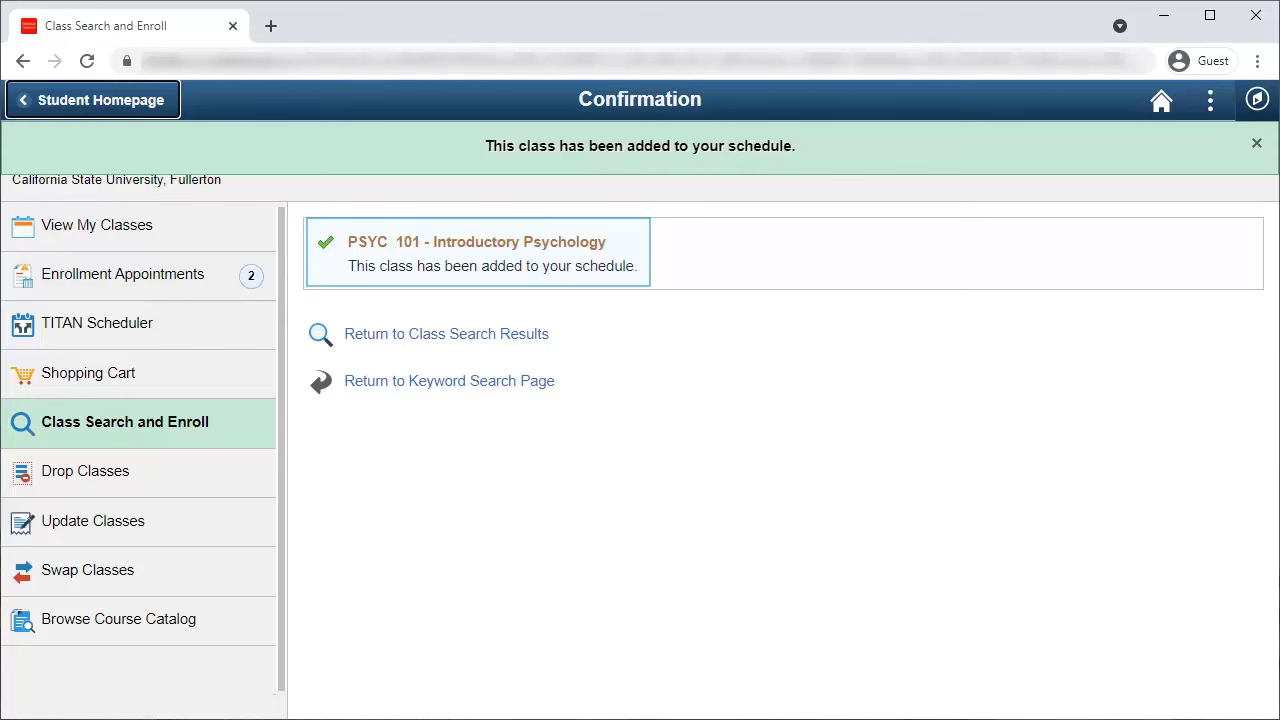 Class Search and Enroll
Guest
Student Homepage
Confirmation
This class has been added to your schedule.
California State University, Fullerton
View My Classes
Enrollment Appointments 2
TITAN Scheduler
Shopping Cart
Class Search and Enroll
Drop Classes
Update Classes
Swap Classes
Browse Course Catalog
PSYC 101 - Introductory Psychology
This class has been added to your schedule.
Return to Class Search Results
Return to Keyword Search Page